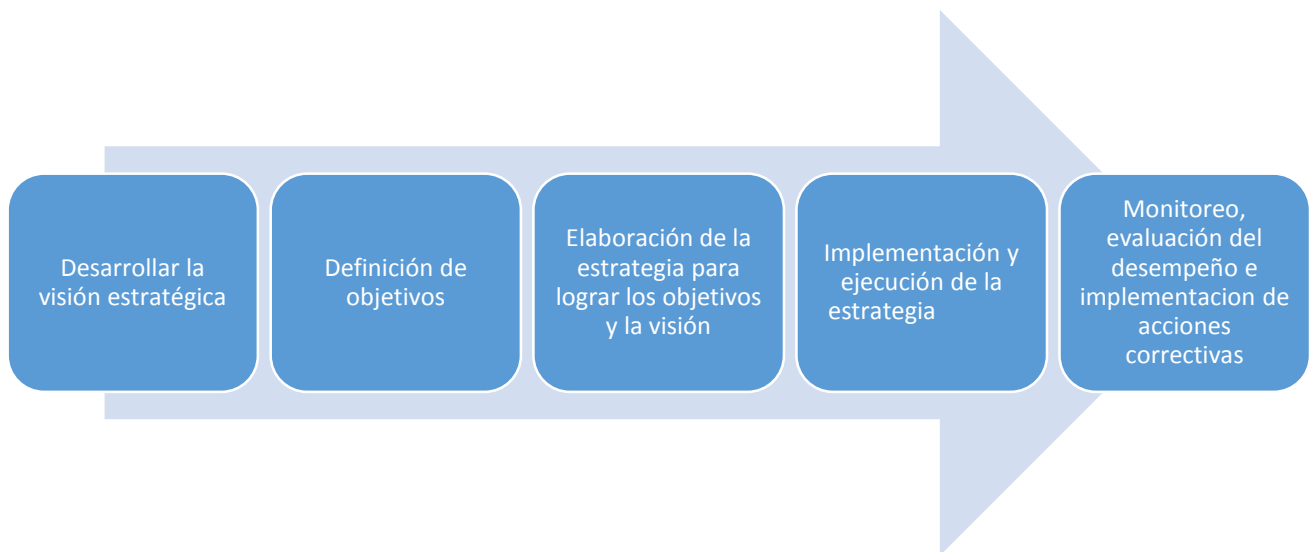 Desarrollar la
visión estratégica
Definición de
objetivos
Elaboración de la
estrategia para
lograr los objetivos
y la visión
Implementación y
ejecución de la
estrategia
Monitoreo,
evaluación del
desempeño e
implementacion de
acciones
correctivas